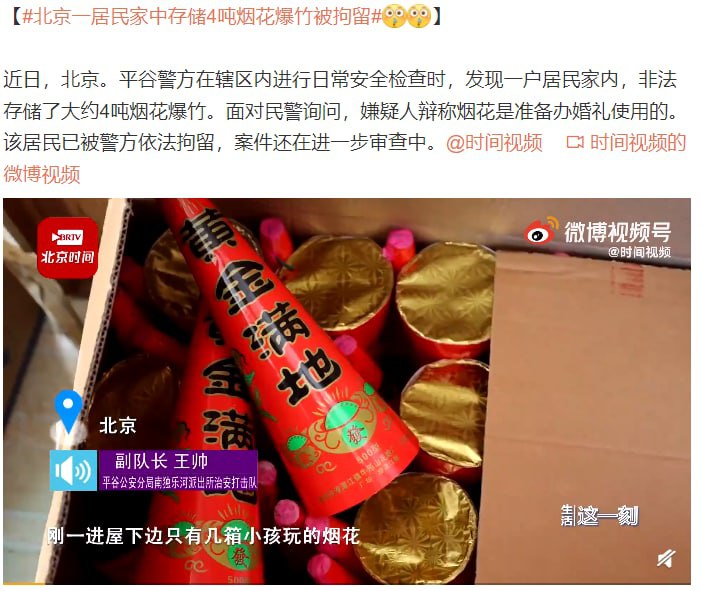 【#北京一居民家中存储4吨烟花爆竹被拘留#】
近日，北京。平谷警方在辖区内进行日常安全检查时，发现一户居民家内，非法
存储了大约4吨烟花爆竹。面对民警询问，嫌疑人辩称烟花是准备办婚礼使用的。
该居民已被警方依法拘留，案件还在进一步审查中。@时间视频 时间视频的
微博视频
BRTV
北京时间
微博视频号
@时间视频
黄金满地
黄金满
發
500g
北京
副队长 王帅
平谷公安分局南独乐河派出所治安打击队
生活这一刻
刚一进屋下边只有几箱小孩玩的烟花